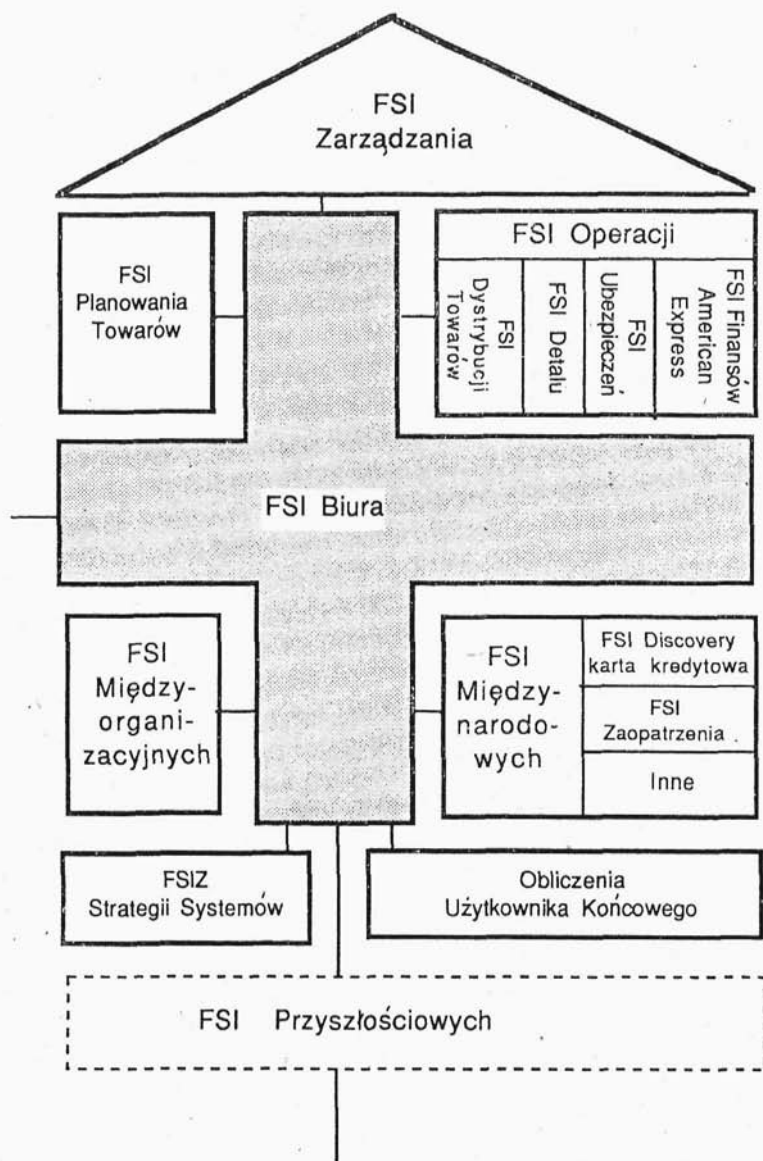 FSI
Zarządzania
FSI
Planowania
Towarów
FSI Operacji
FSI
Dystrybucji
Towarów
FSI Detalu
FSI
Ubezpieczeń
FSI Finansów
American
Express
FSI Biura
FSI
Między-
organi-
zacyjnych
FSI
Między-
narodo-
wych
FSI Discovery
karta kredytowa
FSI
Zaopatrzenia
Inne
FSIZ
Strategii Systemów
Obliczenia
Użytkownika Końcowego
FSI Przyszłościowych